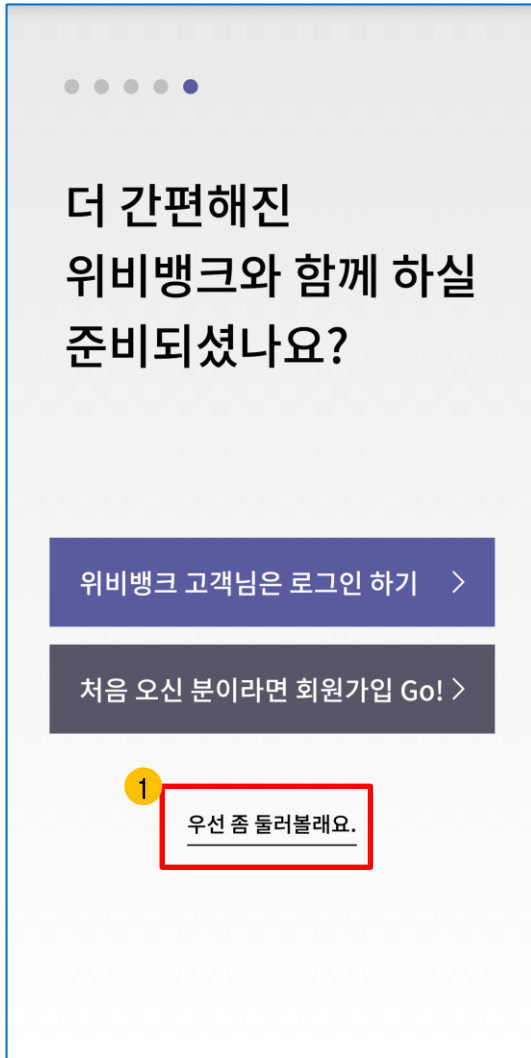 더 간편해진
위비뱅크와 함께 하실
준비되셨나요?
위비뱅크 고객님은 로그인 하기 >
처음 오신 분이라면 회원가입 Go! >
1
우선 좀 둘러볼래요.